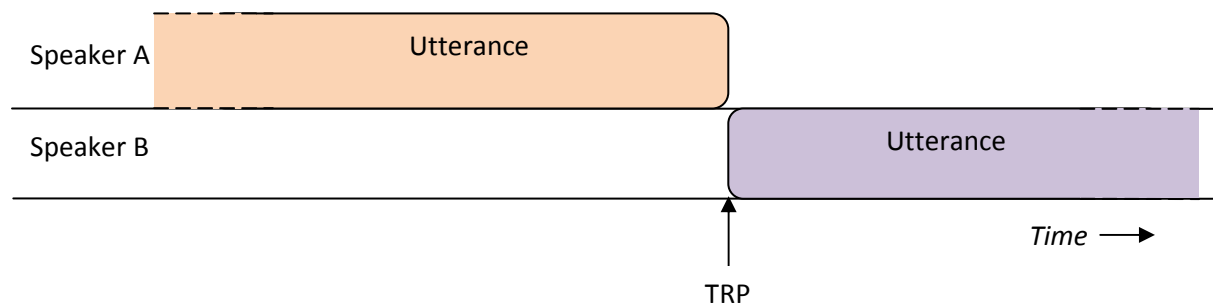 Speaker A
Utterance
Speaker B
Utterance
Time
TRP